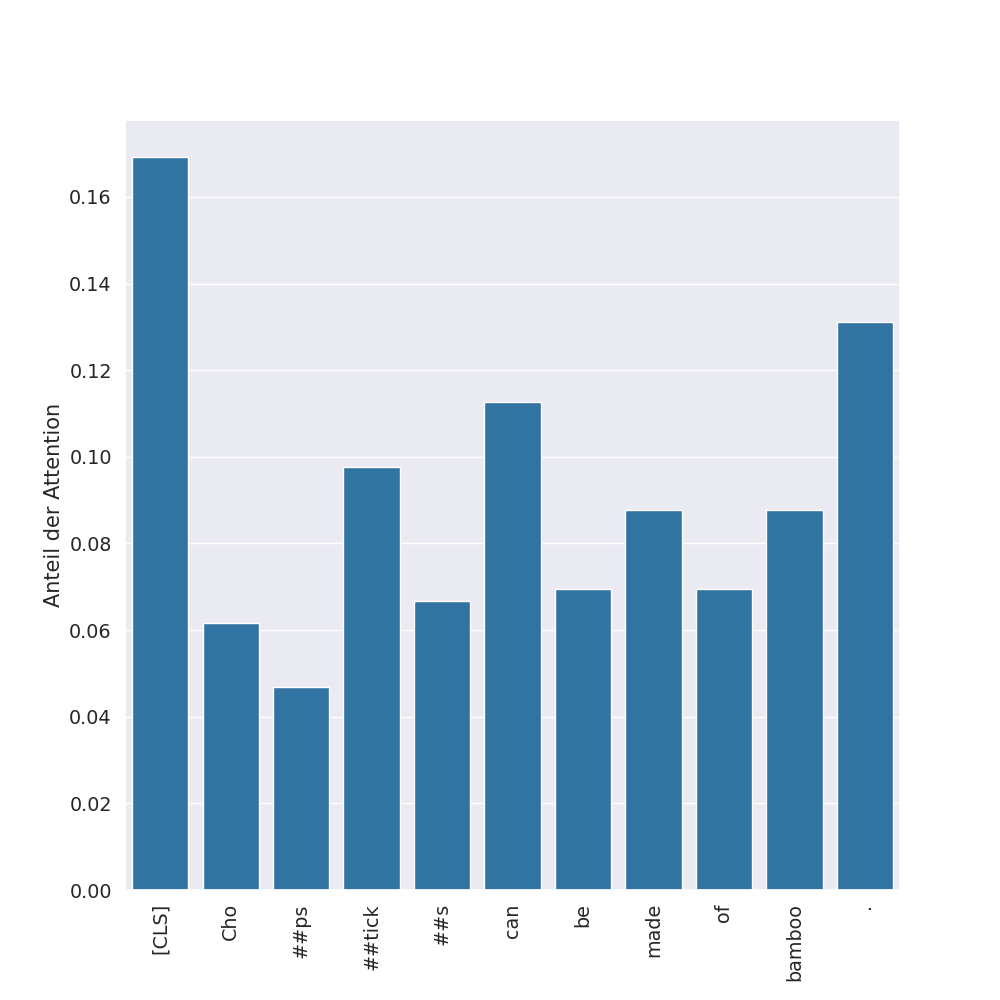 0.16
0.14
0.12
0.10
0.08
0.06
0.04
0.02
0.00
Anteil der Attention
[CLS]
Cho
##ps
##tick
##s
can
be
made
of
bamboo
.